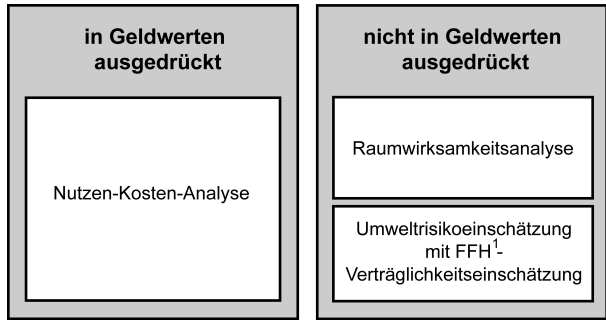 in Geldwerten
ausgedrückt
Nutzen-Kosten-Analyse
nicht in Geldwerten
ausgedrückt
Raumwirksamkeitsanalyse
Umweltrisikoeinschätzung
mit FFH¹-
Verträglichkeitseinschätzung